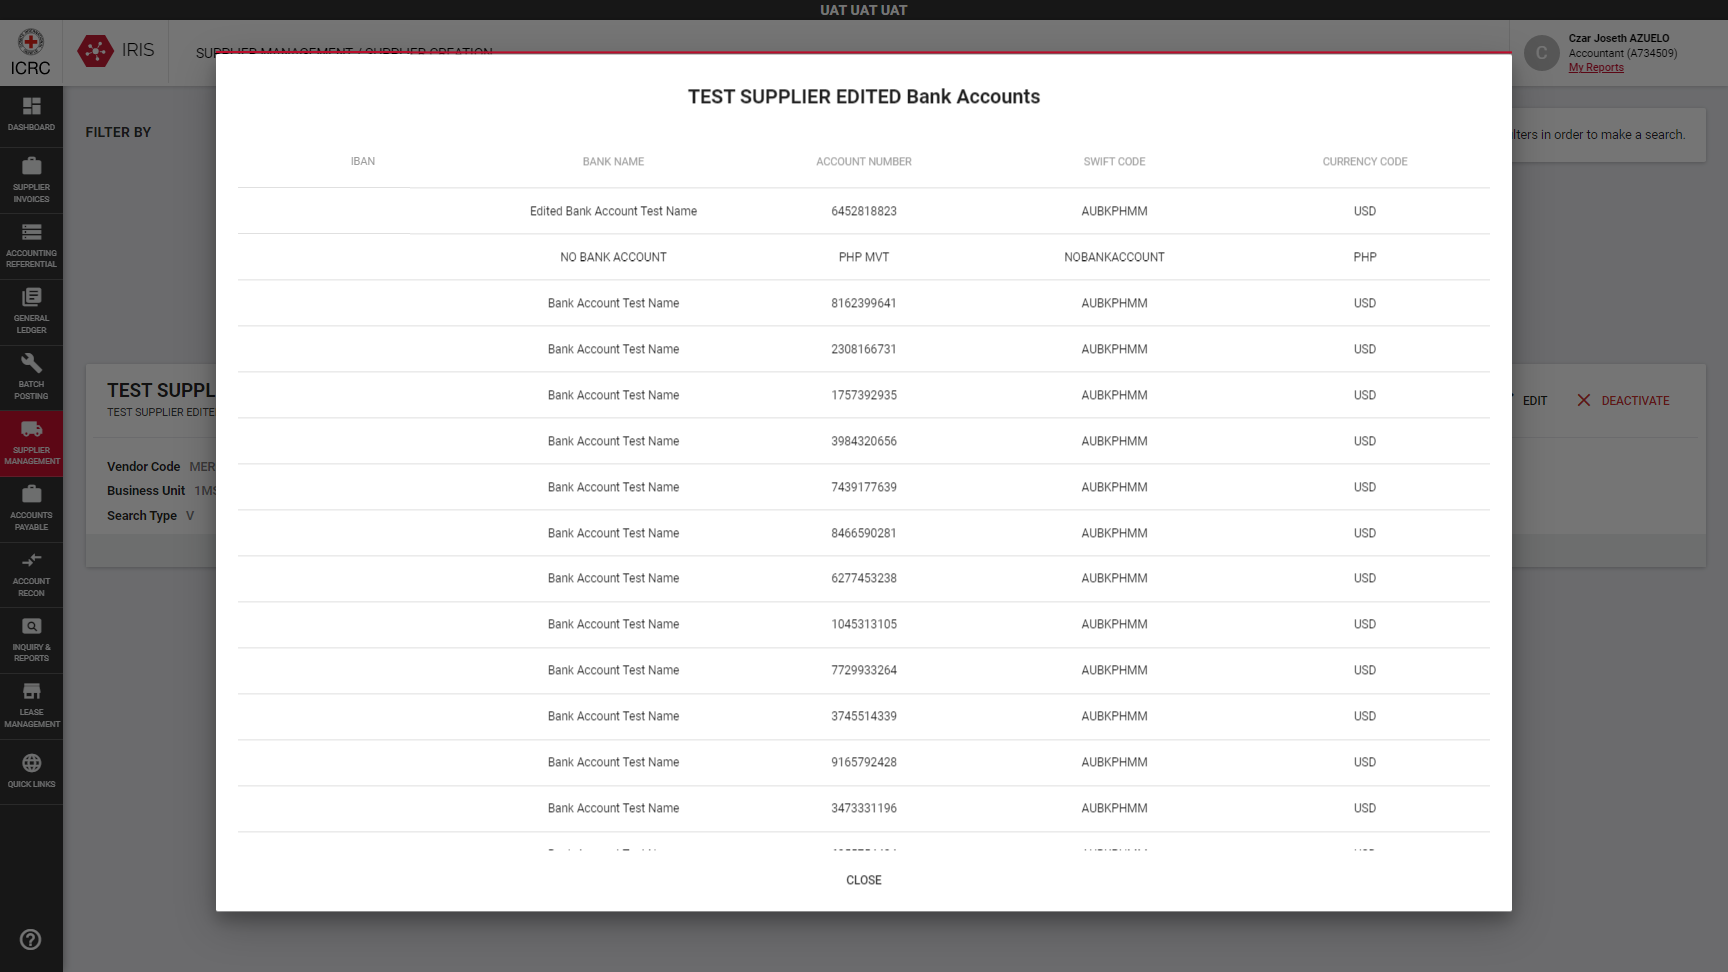 UAT UAT UAT
ICRC
IRIS
SUPPLIER MANAGEMENT / SUPPLIER CREATION
C
Czar Joseth AZUELO
Accountant (A734509)
My Reports
DASHBOARD
SUPPLIER
INVOICES
ACCOUNTING
REFERENTIAL
GENERAL
LEDGER
BATCH
POSTING
SUPPLIER
MANAGEMENT
ACCOUNTS
PAYABLE
ACCOUNT
RECON
INQUIRY &
REPORTS
LEASE
MANAGEMENT
QUICK LINKS
FILTER BY
ilters in order to make a search.
TEST SUPPL
TEST SUPPLIER EDITE
EDIT
DEACTIVATE
Vendor Code MER
Business Unit 1MS
Search Type V
TEST SUPPLIER EDITED Bank Accounts
IBAN BANK NAME ACCOUNT NUMBER SWIFT CODE CURRENCY CODE
Edited Bank Account Test Name 6452818823 AUBKPHMM USD
NO BANK ACCOUNT PHP MVT NOBANKACCOUNT PHP
Bank Account Test Name 8162399641 AUBKPHMM USD
Bank Account Test Name 2308166731 AUBKPHMM USD
Bank Account Test Name 1757392935 AUBKPHMM USD
Bank Account Test Name 3984320656 AUBKPHMM USD
Bank Account Test Name 7439177639 AUBKPHMM USD
Bank Account Test Name 8466590281 AUBKPHMM USD
Bank Account Test Name 6277453238 AUBKPHMM USD
Bank Account Test Name 1045313105 AUBKPHMM USD
Bank Account Test Name 7729933264 AUBKPHMM USD
Bank Account Test Name 3745514339 AUBKPHMM USD
Bank Account Test Name 9165792428 AUBKPHMM USD
Bank Account Test Name 3473331196 AUBKPHMM USD
CLOSE